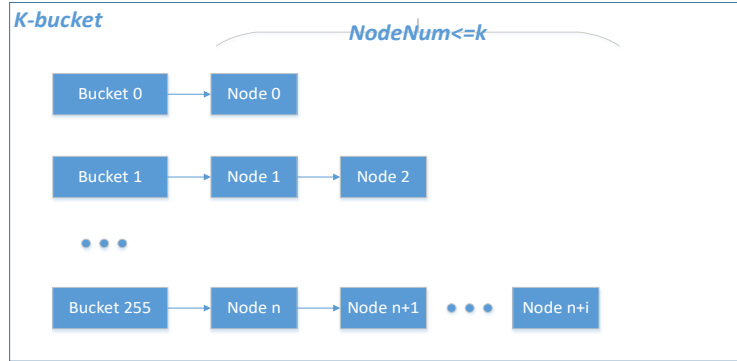 K-bucket
NodeNum<=k
Bucket 0
Node 0
Bucket 1
Node 1
Node 2
Bucket 255
Node n
Node n+1
Node n+i